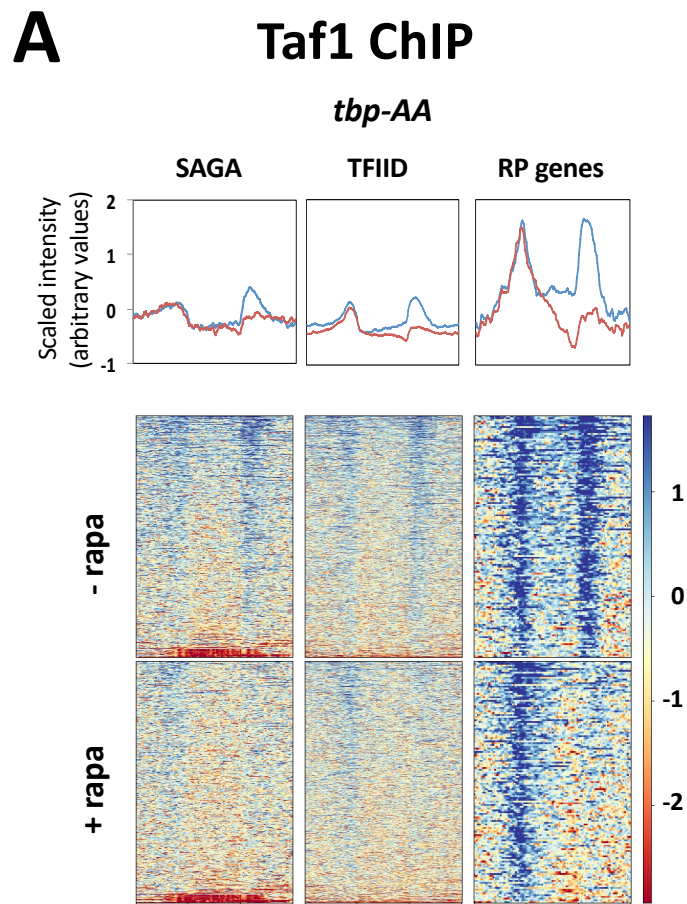 A
Taf1 ChIP
tbp-AA
SAGA
TFIID
RP genes
Scaled intensity
(arbitrary values)
2
1
0
-1
- rapa
+ rapa
1
0
-1
-2